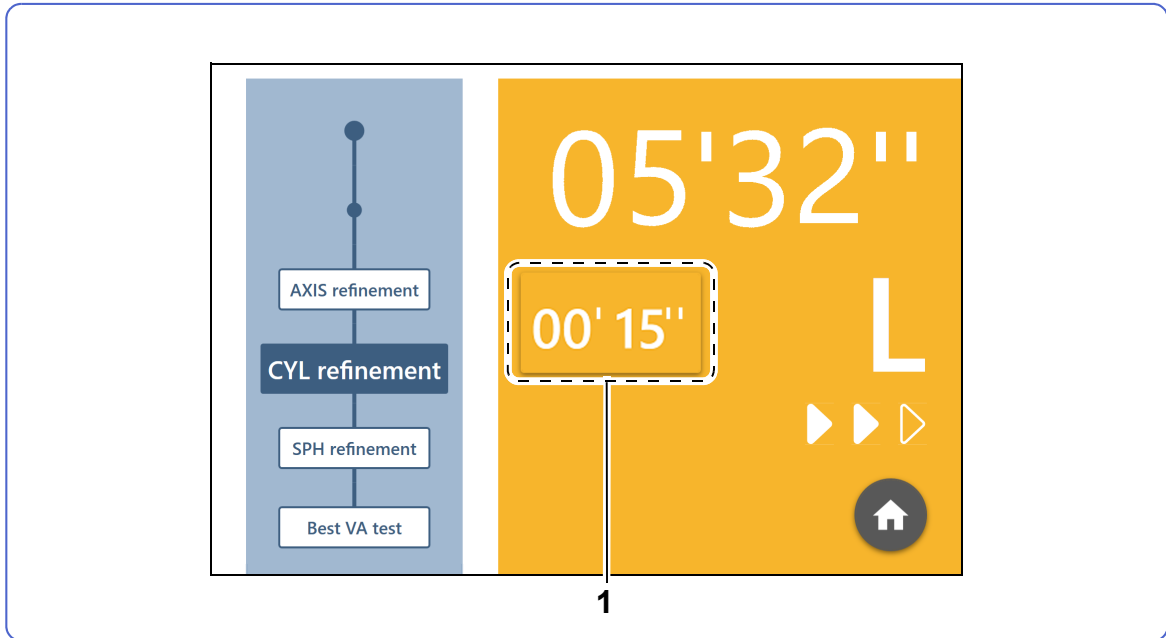 AXIS refinement
CYL refinement
SPH refinement
Best VA test
05'32''
00' 15''
L
1